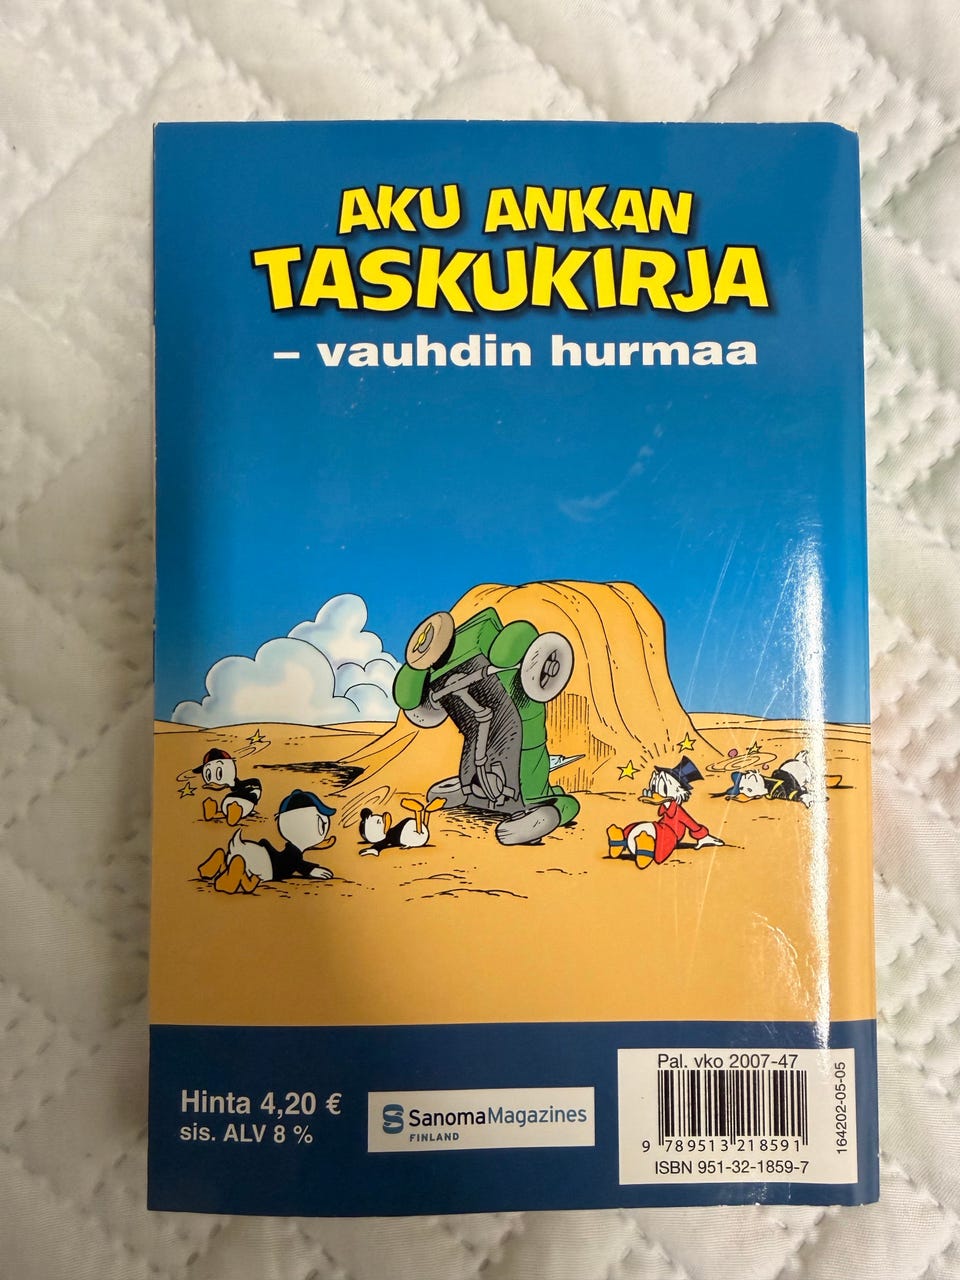 AKU ANKAN
TASKUKIRJA
– vauhdin hurmaa
Hinta 4,20 €
sis. ALV 8 %
SanomaMagazines
FINLAND
Pal. vko 2007-47
9 789513 218591
ISBN 951-32-1859-7
164202-05-05